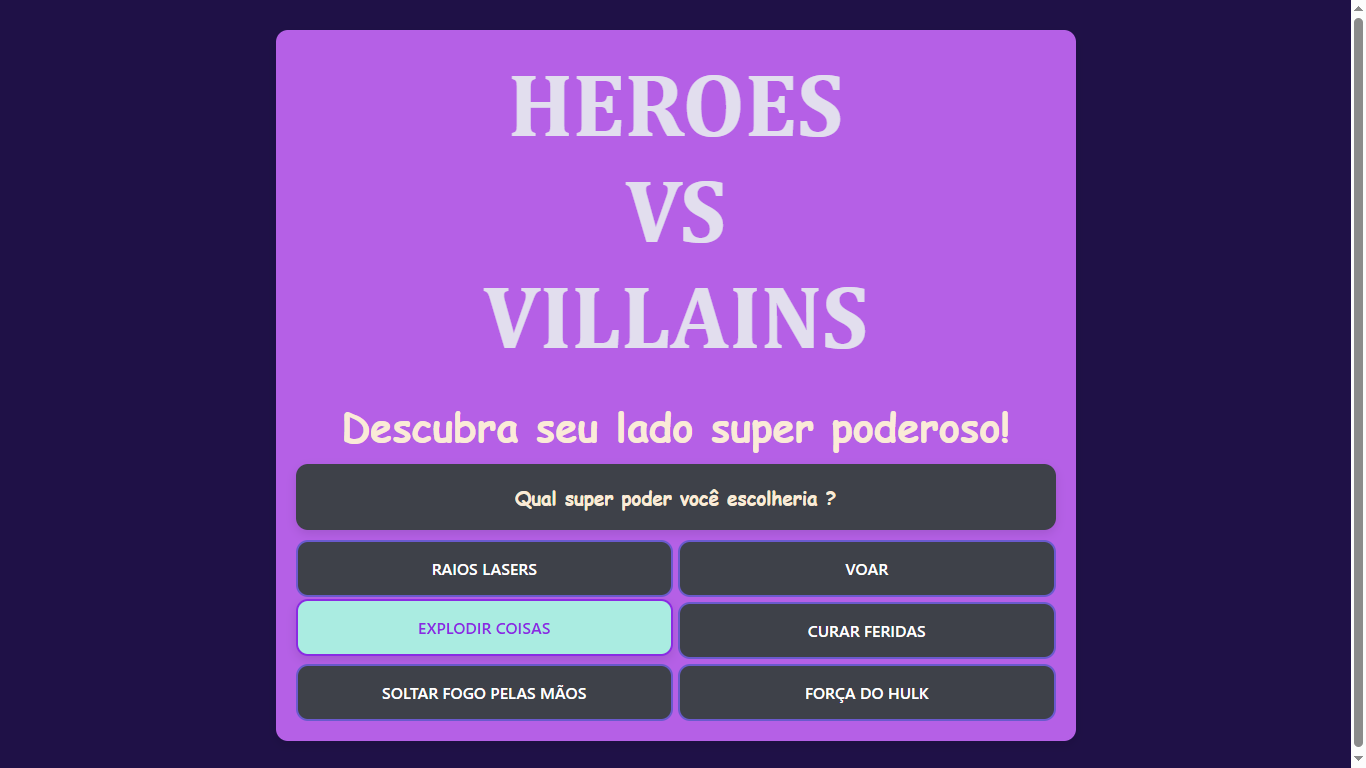 HEROES
VS
VILLAINS
Descubra seu lado super poderoso!
Qual super poder você escolheria ?
RAIOS LASERS
VOAR
EXPLODIR COISAS
CURAR FERIDAS
SOLTAR FOGO PELAS MÃOS
FORÇA DO HULK